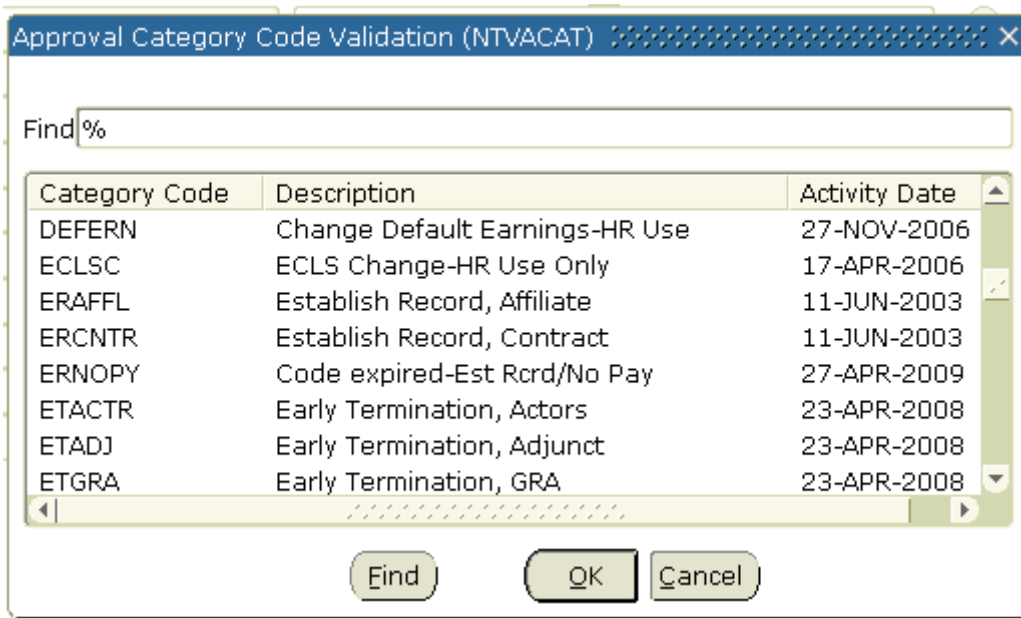 Approval Category Code Validation (NTVACAT)
Find %
Category Code Description Activity Date
DEFERN Change Default Earnings-HR Use 27-NOV-2006
ECLSC ECLS Change-HR Use Only 17-APR-2006
ERAFFL Establish Record, Affiliate 11-JUN-2003
ERCNTR Establish Record, Contract 11-JUN-2003
ERNOPY Code expired-Est Rcrd/No Pay 27-APR-2009
ETACTR Early Termination, Actors 23-APR-2008
ETADJ Early Termination, Adjunct 23-APR-2008
ETGRA Early Termination, GRA 23-APR-2008
Find OK Cancel